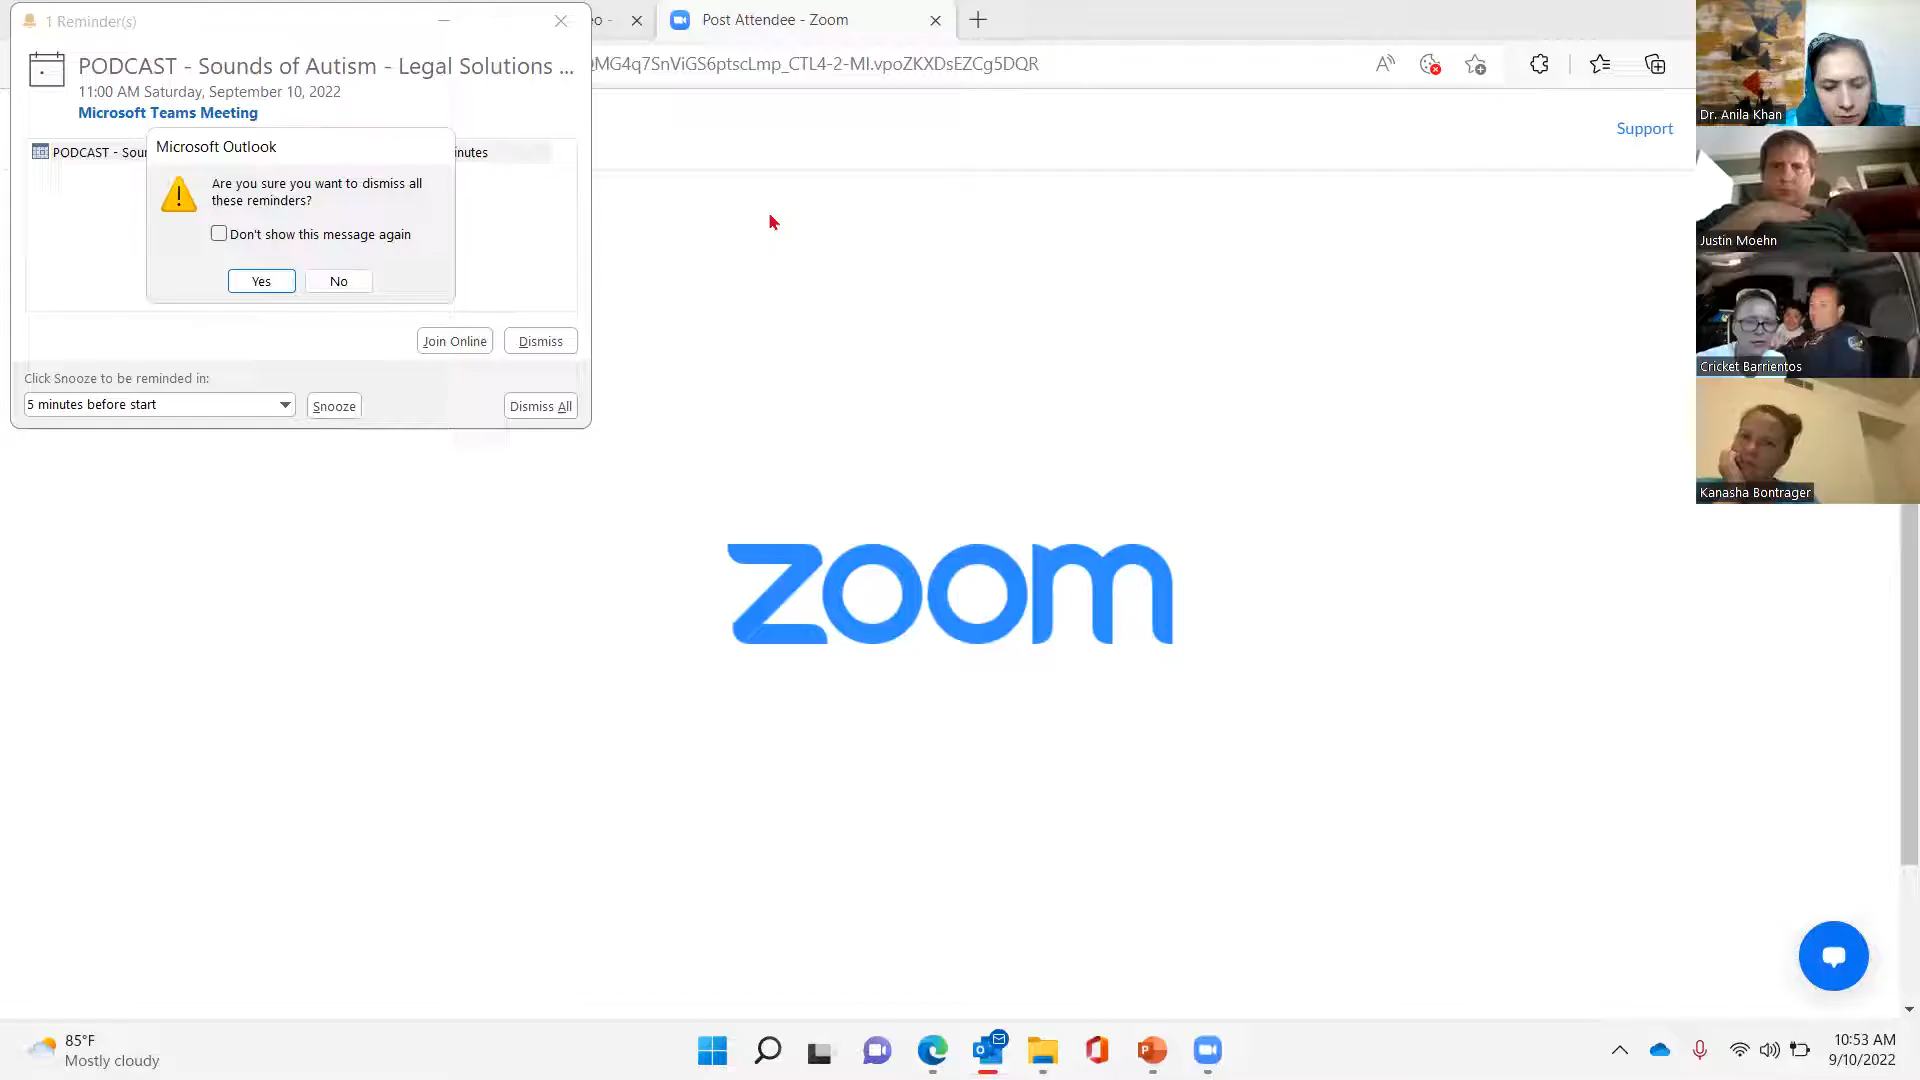 1 Reminder(s)
PODCAST - Sounds of Autism - Legal Solutions ...
11:00 AM Saturday, September 10, 2022
Microsoft Teams Meeting
PODCAST - Sour
inutes
Microsoft Outlook
Are you sure you want to dismiss all
these reminders?
Don't show this message again
Yes
No
Join Online
Dismiss
Click Snooze to be reminded in:
5 minutes before start
Snooze
Dismiss All
eo -
Post Attendee - Zoom
QMG4q7SnViGS6ptscLmp_CTL4-2-MI.vpoZKXDsEZCg5DQR
Support
zoom
Dr. Anila Khan
Justin Moehn
Cricket Barrientos
Kanasha Bontrager
85°F
Mostly cloudy
10:53 AM
9/10/2022